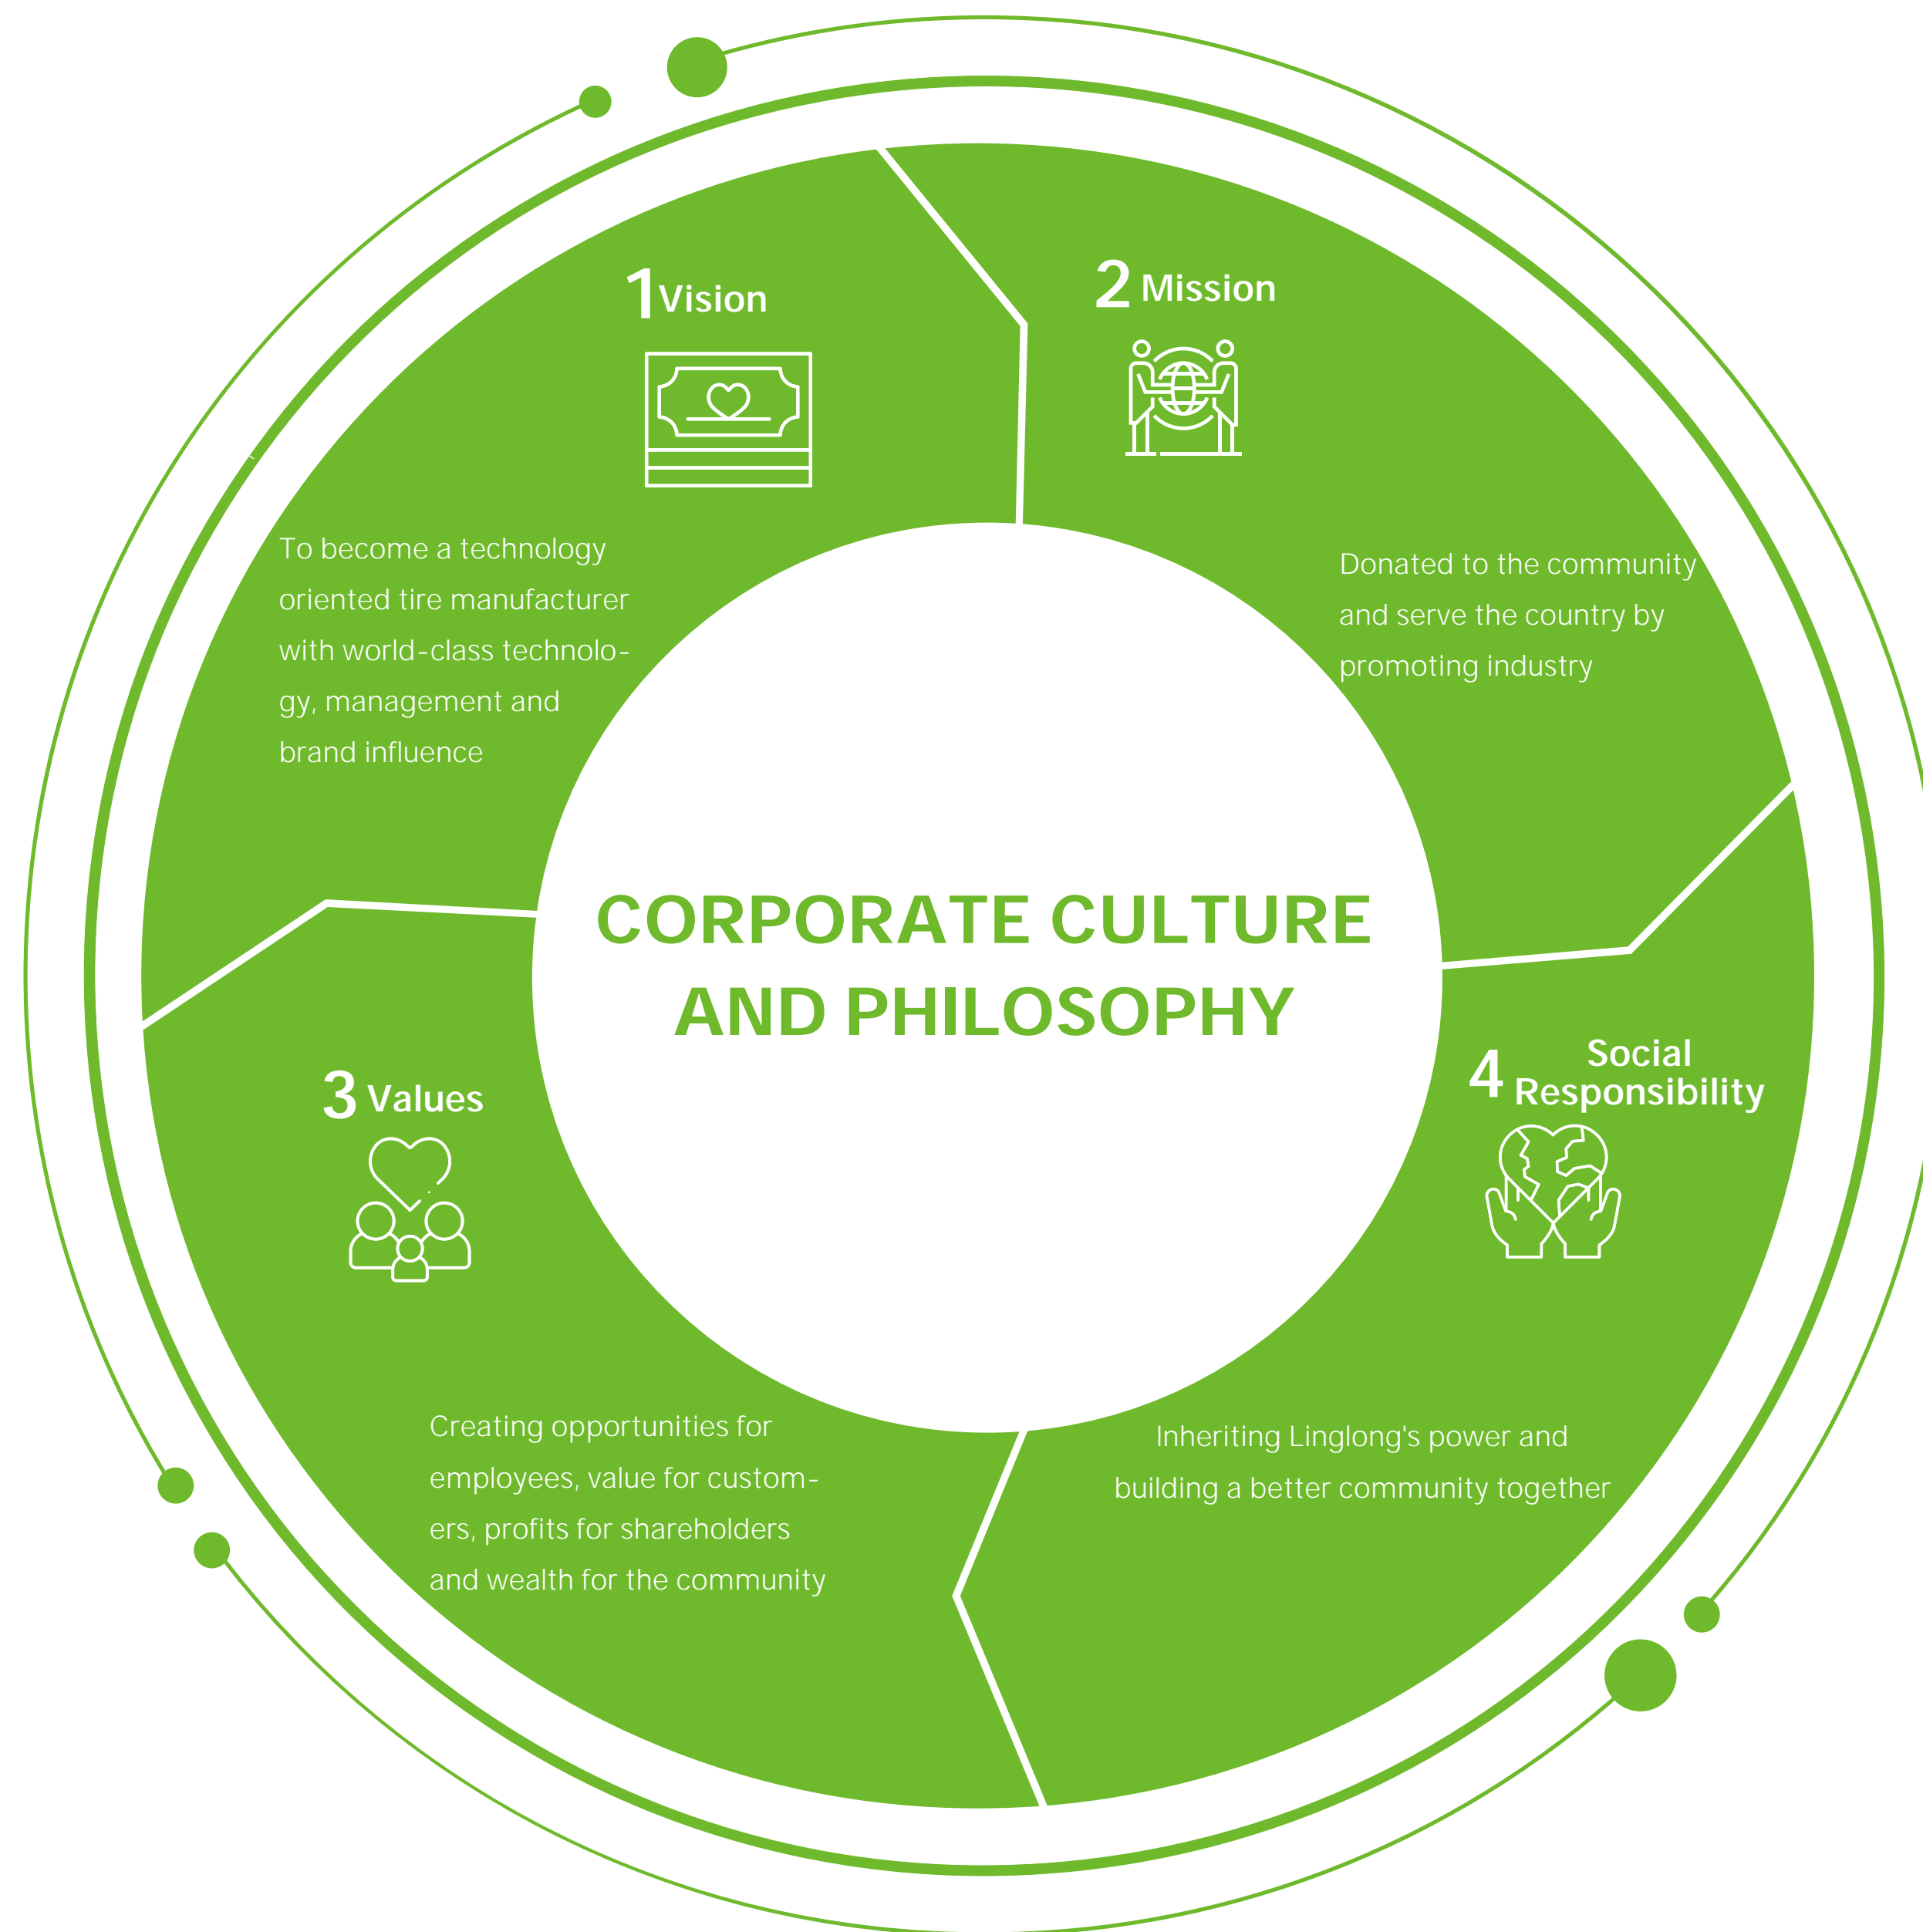 1 Vision
To become a technology
oriented tire manufacturer
with world-class technolo-
gy, management and
brand influence
2 Mission
Donated to the community
and serve the country by
promoting industry
CORPORATE CULTURE
AND PHILOSOPHY
3 Values
Creating opportunities for
employees, value for custom-
ers, profits for shareholders
and wealth for the community
4 Social
Responsibility
Inheriting Linglong's power and
building a better community together